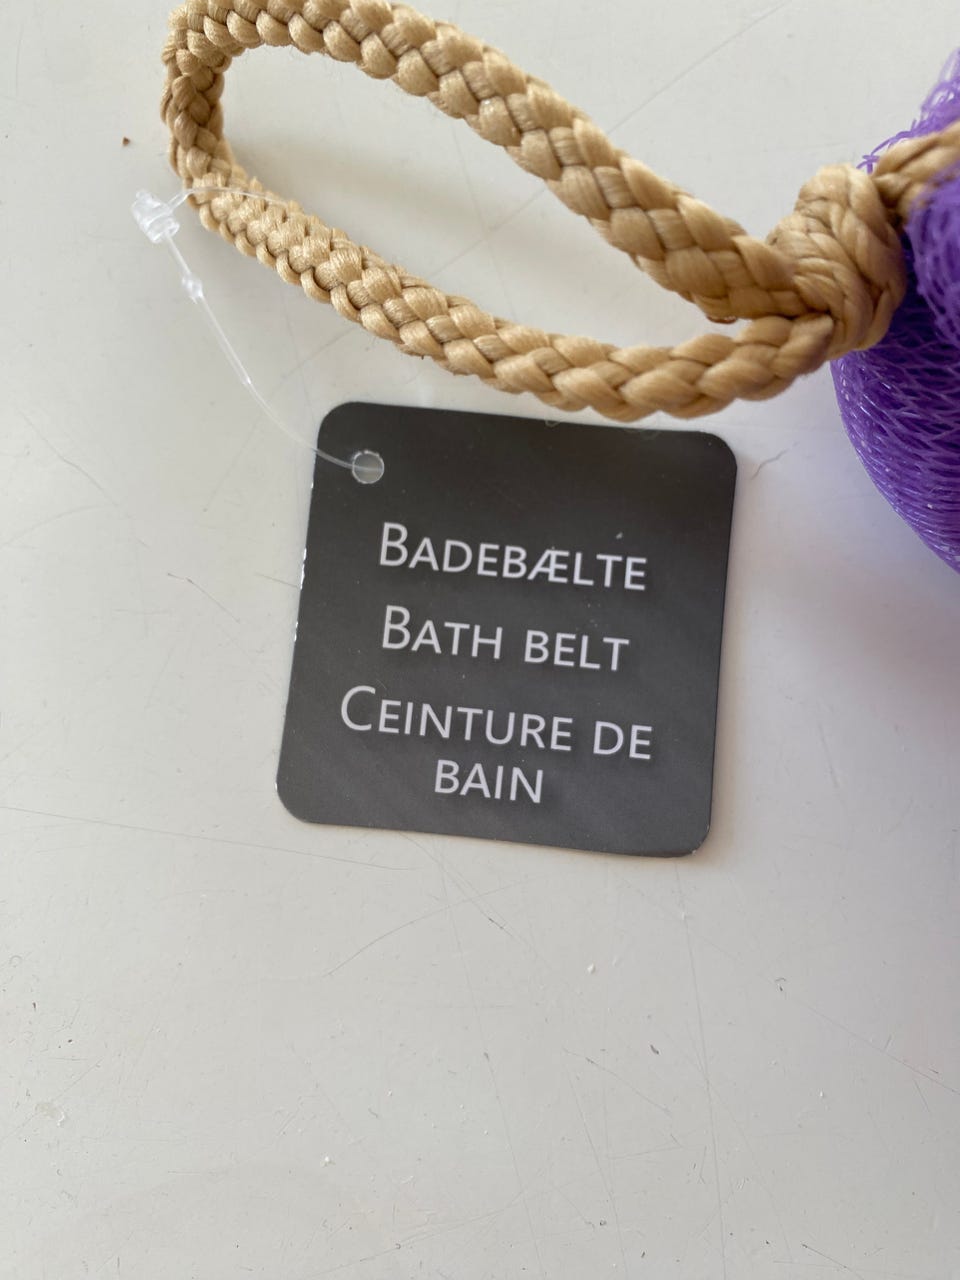 Badebælte
Bath belt
Ceinture de
bain